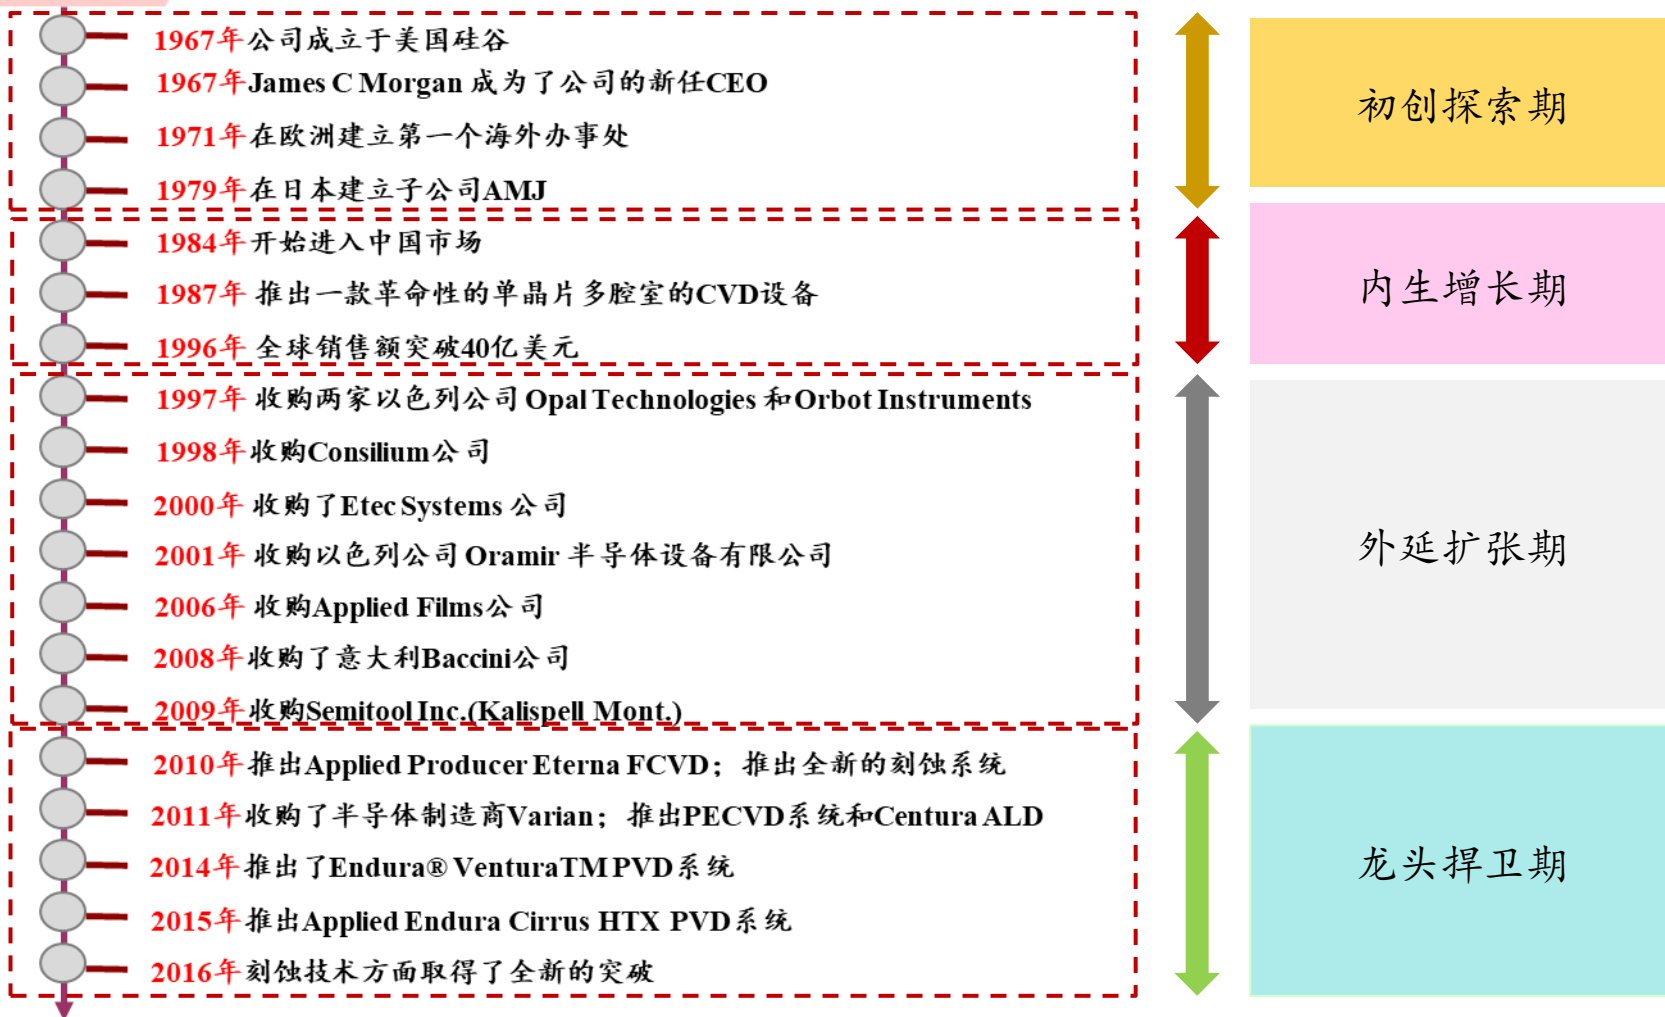 1967年公司成立于美国硅谷
1967年James C Morgan 成为了公司的新任CEO
1971年在欧洲建立第一个海外办事处
1979年在日本建立子公司AMJ
初创探索期
1984年开始进入中国市场
1987年 推出一款革命性的单晶片多腔室的CVD设备
1996年 全球销售额突破40亿美元
内生增长期
1997年 收购两家以色列公司 Opal Technologies 和Orbot Instruments
1998年收购Consilium公司
2000年 收购了Etec Systems 公司
2001年 收购以色列公司 Oramir 半导体设备有限公司
2006年 收购Applied Films公司
2008年收购了意大利Baccini公司
2009年收购Semitool Inc.(Kalispell Mont.)
外延扩张期
2010年推出Applied Producer Eterna FCVD；推出全新的刻蚀系统
2011年收购了半导体制造商Varian；推出PECVD系统和Centura ALD
2014年推出了Endura® VenturaTM PVD系统
2015年推出Applied Endura Cirrus HTX PVD系统
2016年刻蚀技术方面取得了全新的突破
龙头捍卫期